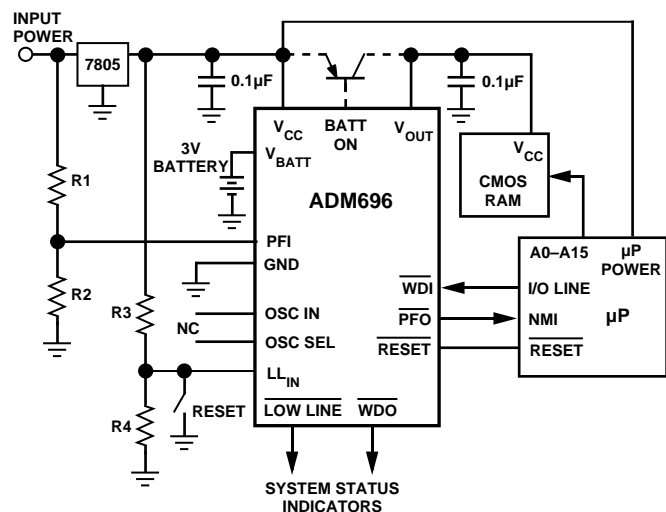 INPUT
POWER
7805
0.1µF
0.1µF
V_CC
BATT
ON
V_OUT
3V
BATTERY
V_BATT
ADM696
V_CC
CMOS
RAM
R1
PFI
GND
A0–A15
µP
POWER
R2
R3
WDI
I/O LINE
µP
OSC IN
PFO
NMI
NC
OSC SEL
RESET
RESET
LL_IN
R4
RESET
LOW LINE
WDO
SYSTEM STATUS
INDICATORS